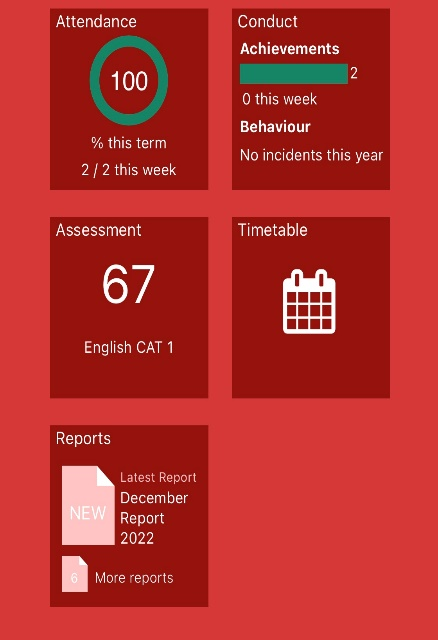 Attendance
100
% this term
2 / 2 this week
Conduct
Achievements
2
0 this week
Behaviour
No incidents this year
Assessment
67
English CAT 1
Timetable
Reports
NEW
Latest Report
December
Report
2022
6
More reports